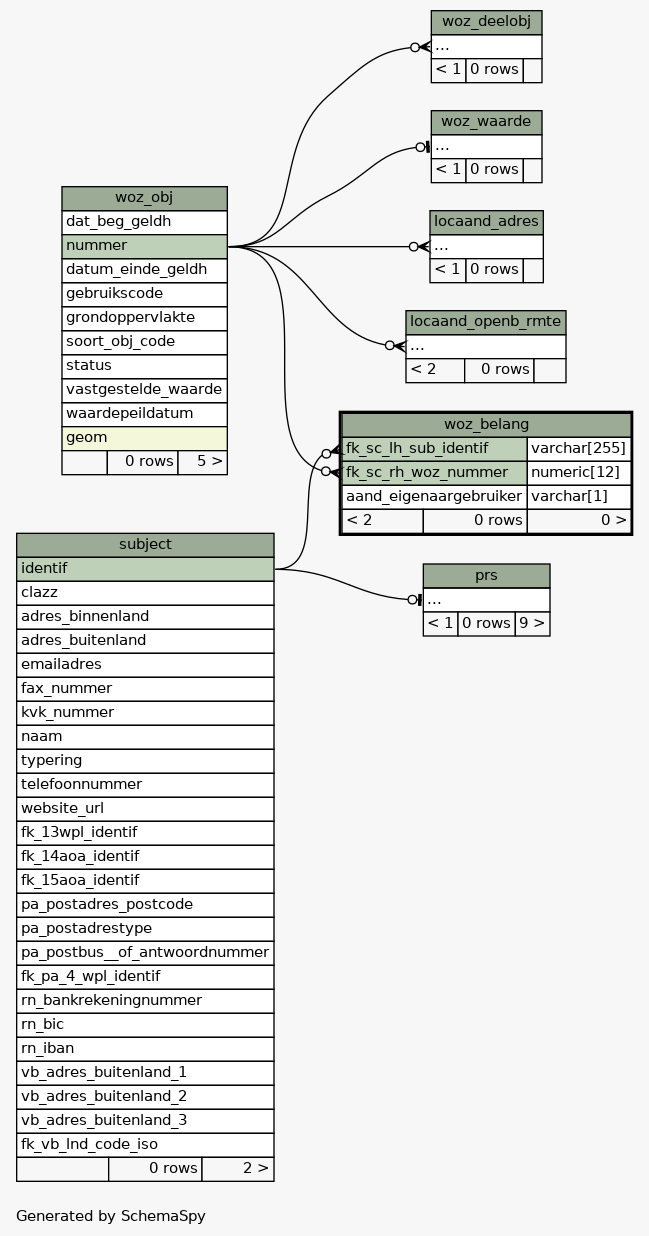 woz_deelobj
...
< 1 0 rows
woz_waarde
...
< 1 0 rows
woz_obj
dat_beg_geldh
nummer
datum_einde_geldh
gebruikscode
grondoppervlakte
soort_obj_code
status
vastgestelde_waarde
waardepeildatum
geom
0 rows 5 >
locaand_adres
...
< 1 0 rows
locaand_openb_rmte
...
< 2 0 rows
woz_belang
fk_sc_lh_sub_identif varchar[255]
fk_sc_rh_woz_nummer numeric[12]
aand_eigenaargebruiker varchar[1]
< 2 0 rows 0 >
subject
identif
clazz
adres_binnenland
adres_buitenland
emailadres
fax_nummer
kvk_nummer
naam
typering
telefoonnummer
website_url
fk_13wpl_identif
fk_14aoa_identif
fk_15aoa_identif
pa_postadres_postcode
pa_postadrestype
pa_postbus__of_antwoordnummer
fk_pa_4_wpl_identif
rn_bankrekeningnummer
rn_bic
rn_iban
vb_adres_buitenland_1
vb_adres_buitenland_2
vb_adres_buitenland_3
fk_vb_lnd_code_iso
0 rows 2 >
prs
...
< 1 0 rows 9 >
Generated by SchemaSpy